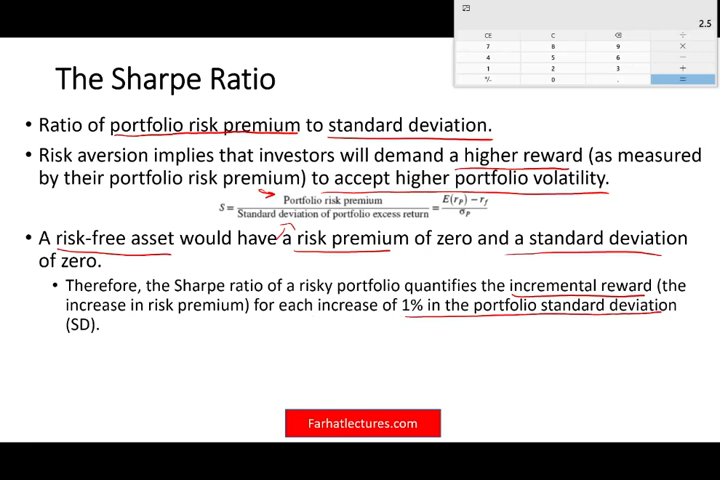 2.5
CE C ÷
7 8 9 ×
4 5 6 −
1 2 3 +
+/- 0 . =
The Sharpe Ratio
• Ratio of portfolio risk premium to standard deviation.
• Risk aversion implies that investors will demand a higher reward (as measured
by their portfolio risk premium) to accept higher portfolio volatility.
S = Portfolio risk premium / Standard deviation of portfolio excess return = E(rP) − rf / σP
• A risk-free asset would have a risk premium of zero and a standard deviation
of zero.
• Therefore, the Sharpe ratio of a risky portfolio quantifies the incremental reward (the
increase in risk premium) for each increase of 1% in the portfolio standard deviation
(SD).
Farhatlectures.com